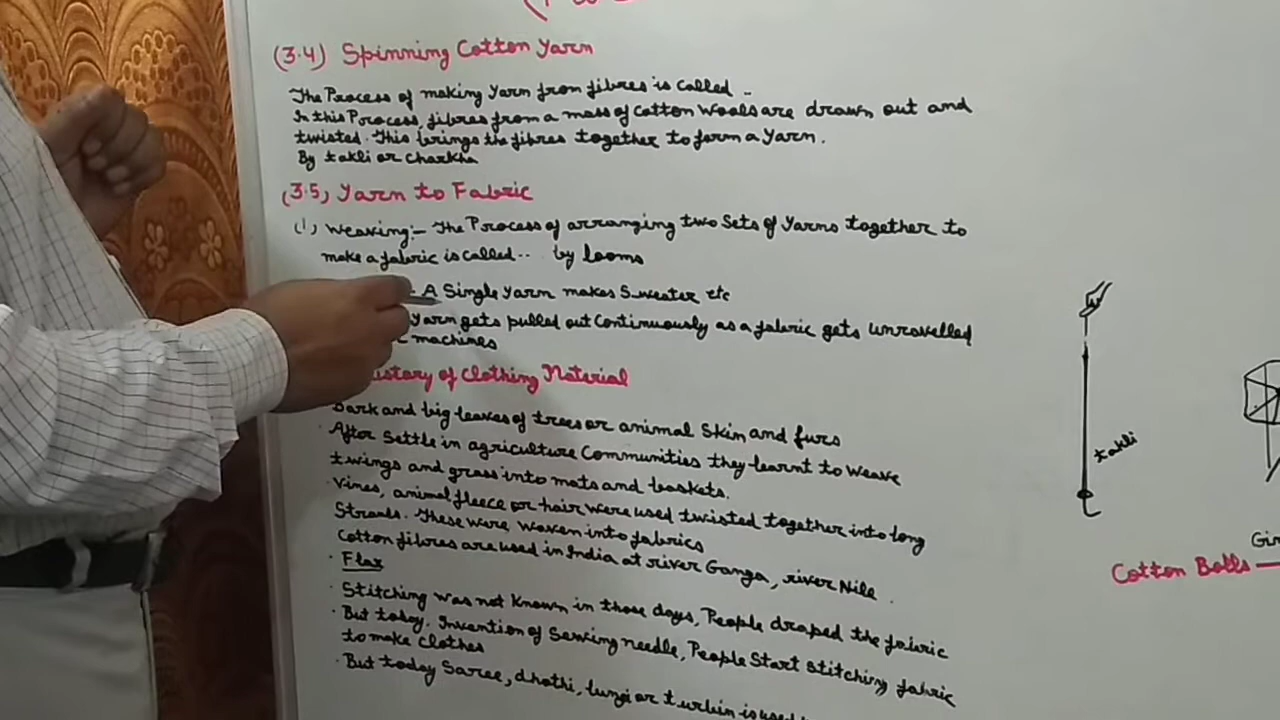 (3.4) Spinning Cotton Yarn
The Process of making Yarn from fibres is called -
In this Process, fibres from a mass of Cotton Wools are drawn out and
twisted. This brings the fibres together to form a Yarn.
By takli or Charkha
(3.5) Yarn to Fabric
(1) Weaving:- The Process of arranging two Sets of Yarns together to
make a fabric is called.. by looms
- A Single Yarn makes Sweater etc
Yarn gets pulled out Continuously as a fabric gets unravelled
machines
History of Clothing Material
Bark and big leaves of trees or animal Skin and furs
· After Settle in agriculture Communities they learnt to Weave
twings and grass into mats and baskets.
Vines, animal fleece or hair were used twisted together into long
Strands. These were woven into fabrics
Cotton fibres are used in India at river Ganga, river Nile.
· Flax
· Stitching was not Known in those days, People draped the fabric
· But today. Invention of Sewking needle, People Start Stitching fabric
to make Clothes
· But today Saree, dhothi, lungi or turbin is used
takli
Gin
Cotton Balls —